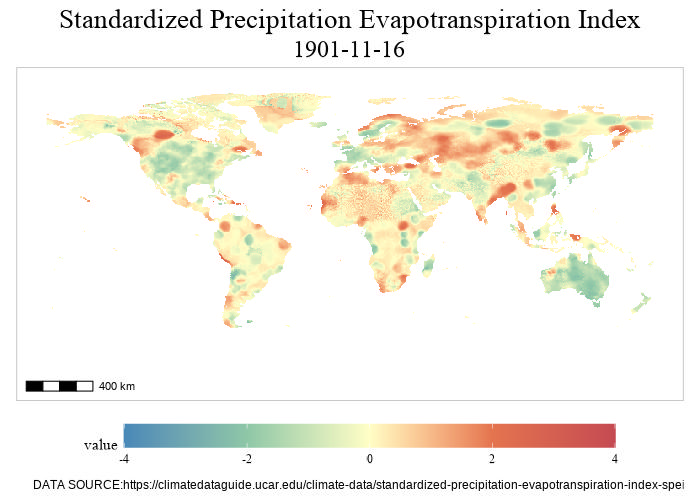 Standardized Precipitation Evapotranspiration Index
1901-11-16
400 km
value
-4 -2 0 2 4
DATA SOURCE:https://climatedataguide.ucar.edu/climate-data/standardized-precipitation-evapotranspiration-index-spei